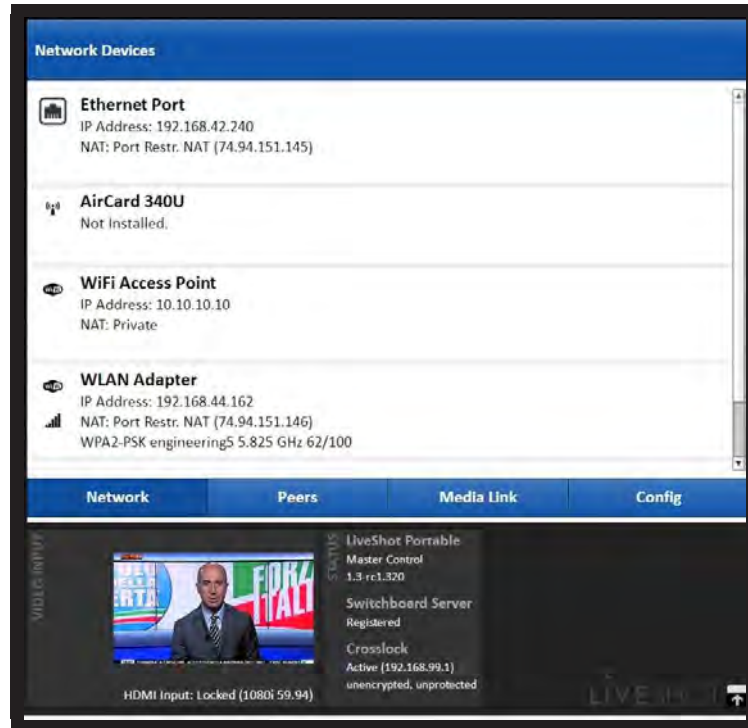 Network Devices
Ethernet Port
IP Address: 192.168.42.240
NAT: Port Restr. NAT (74.94.151.145)
AirCard 340U
Not Installed.
WiFi Access Point
IP Address: 10.10.10.10
NAT: Private
WLAN Adapter
IP Address: 192.168.44.162
NAT: Port Restr. NAT (74.94.151.146)
WPA2-PSK engineering5 5.825 GHz 62/100
Network Peers Media Link Config
VIDEO INPUT
HDMI Input: Locked (1080i 59.94)
STATUS
LiveShot Portable
Master Control
1.3-rc1.320
Switchboard Server
Registered
Crosslock
Active (192.168.99.1)
unencrypted, unprotected